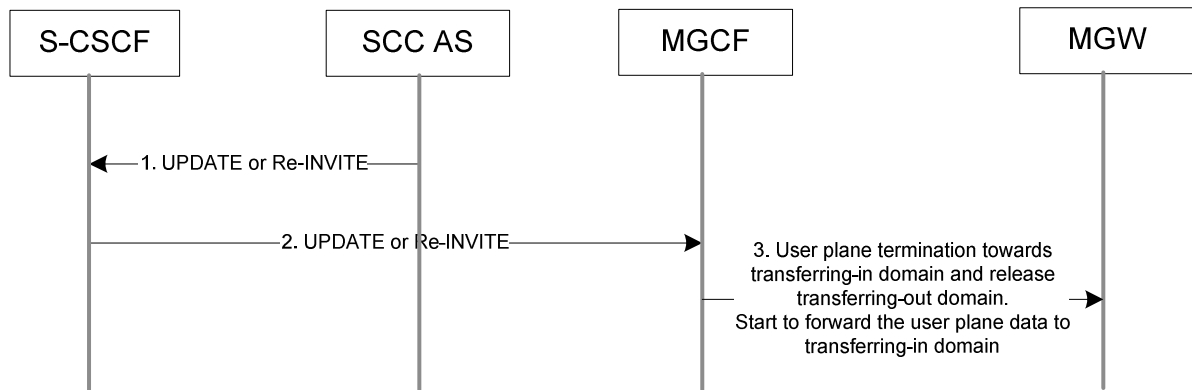 S-CSCF
SCC AS
MGCF
MGW
1. UPDATE or Re-INVITE
2. UPDATE or Re-INVITE
3. User plane termination towards
transferring-in domain and release
transferring-out domain.
Start to forward the user plane data to
transferring-in domain